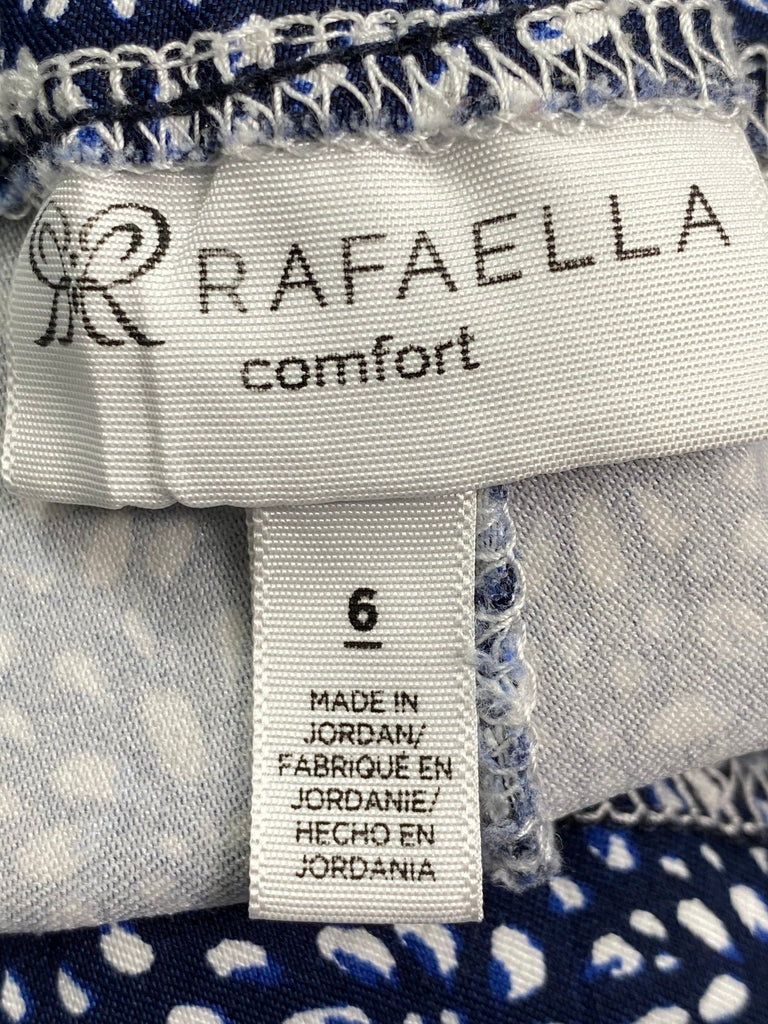 RAFAELLA
comfort
6
MADE IN
JORDAN/
FABRIQUÉ EN
JORDANIE/
HECHO EN
JORDANIA